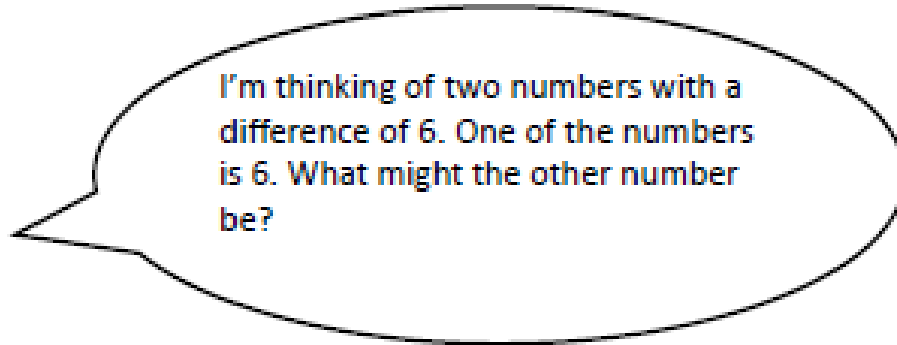 I'm thinking of two numbers with a
difference of 6. One of the numbers
is 6. What might the other number
be?